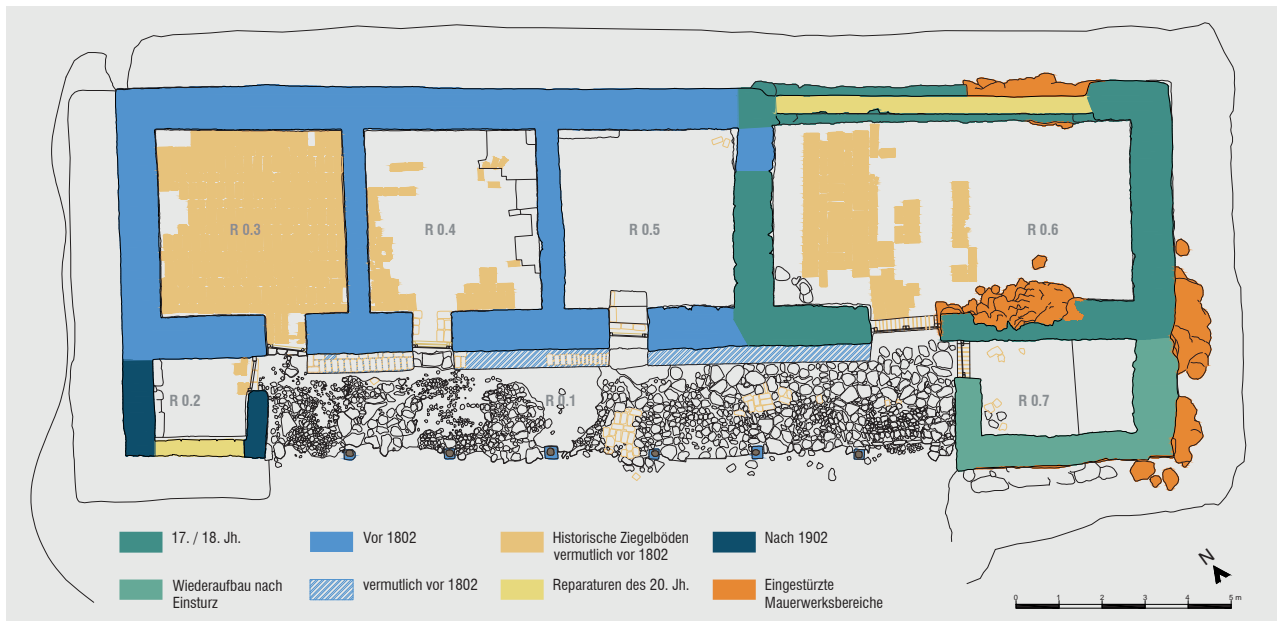 R 0.3
R 0.4
R 0.5
R 0.6
R 0.2
R 0.1
R 0.7
17. / 18. Jh.
Vor 1802
Historische Ziegelböden
vermutlich vor 1802
Nach 1902
Wiederaufbau nach
Einsturz
vermutlich vor 1802
Reparaturen des 20. Jh.
Eingestürzte
Mauerwerksbereiche
N
0 1 2 3 4 5 m